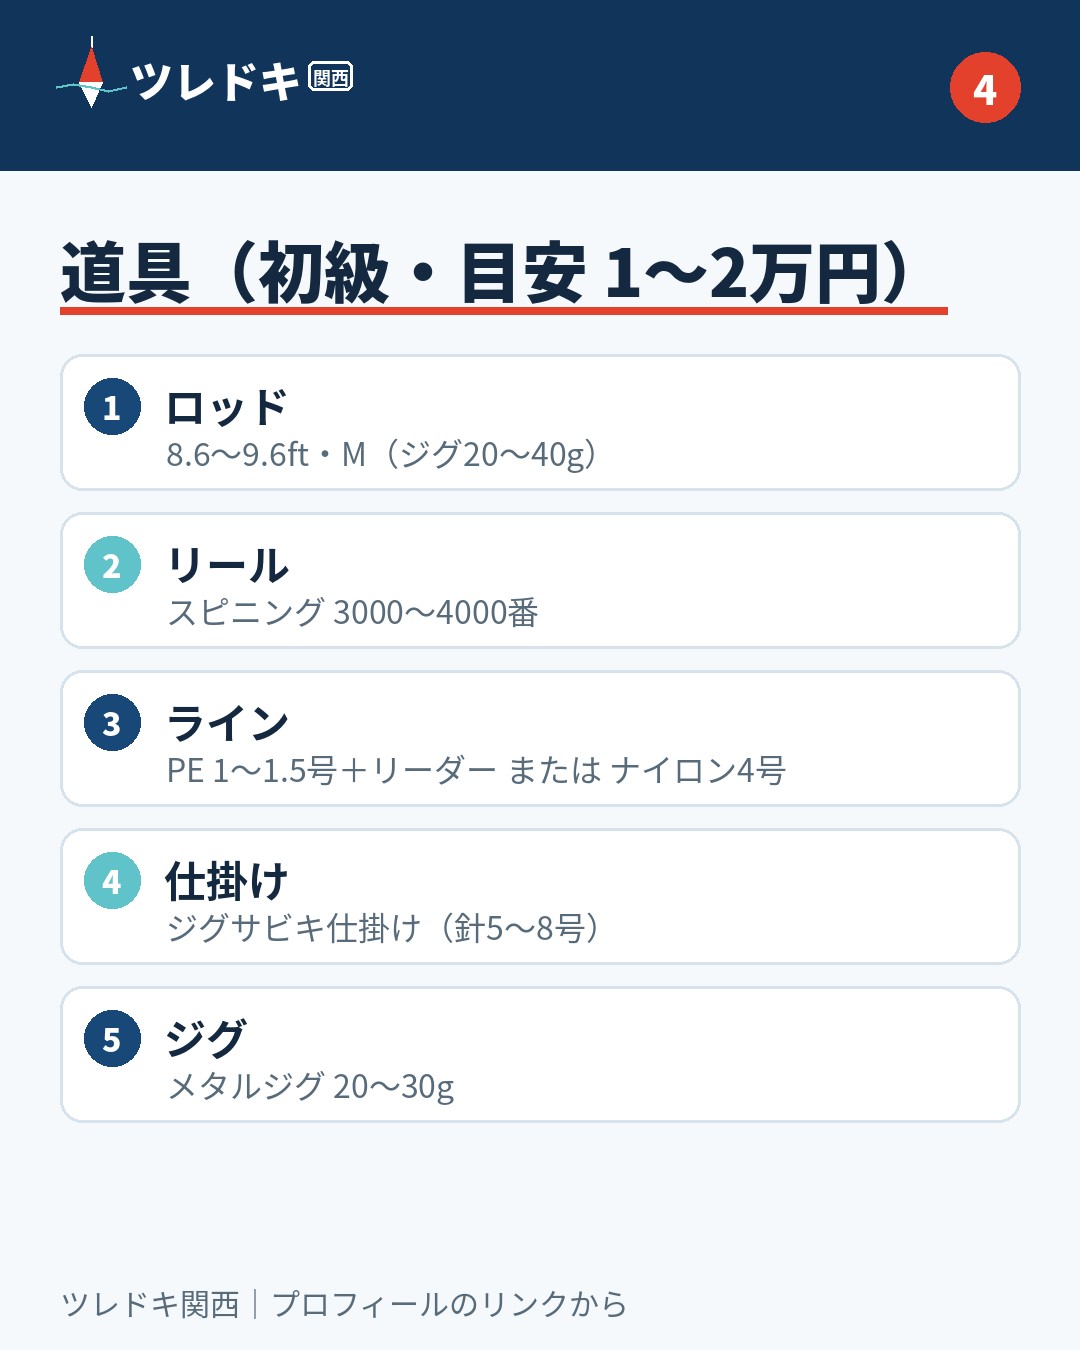 ツレドキ 関西
4
道具（初級・目安 1〜2万円）
1 ロッド
8.6〜9.6ft・M（ジグ20〜40g）
2 リール
スピニング 3000〜4000番
3 ライン
PE 1〜1.5号＋リーダー または ナイロン4号
4 仕掛け
ジグサビキ仕掛け（針5〜8号）
5 ジグ
メタルジグ 20〜30g
ツレドキ関西｜プロフィールのリンクから